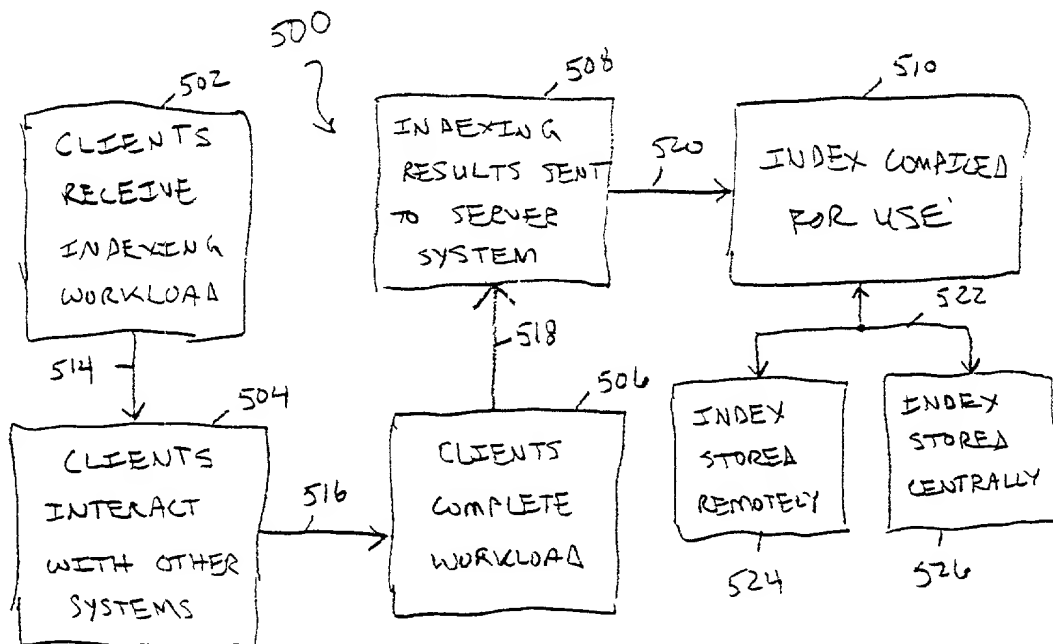 500
502
CLIENTS
RECEIVE
INDEXING
WORKLOAD
514
504
CLIENTS
INTERACT
WITH OTHER
SYSTEMS
516
506
CLIENTS
COMPLETE
WORKLOAD
518
508
INDEXING
RESULTS SENT
TO SERVER
SYSTEM
520
510
INDEX COMPILED
FOR USE
522
INDEX
STORED
REMOTELY
524
INDEX
STORED
CENTRALLY
526